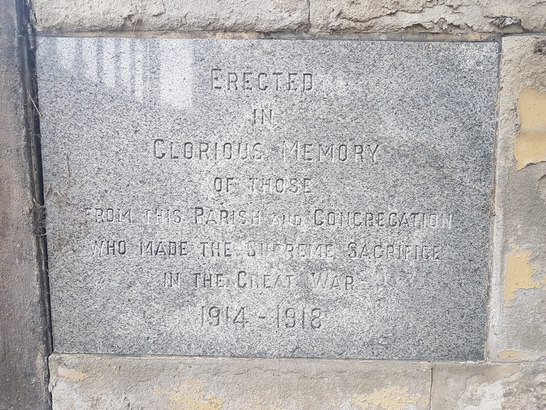 ERECTED
IN
GLORIOUS MEMORY
OF THOSE
FROM THIS PARISH AND CONGREGATION
WHO MADE THE SUPREME SACRIFICE
IN THE GREAT WAR
1914 - 1918